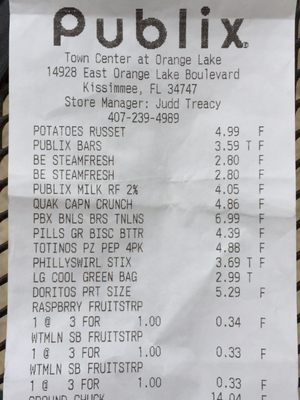 Publix
Town Center at Orange Lake
14928 East Orange Lake Boulevard
Kissimmee, FL 34747
Store Manager: Judd Treacy
407-239-4989
POTATOES RUSSET 4.99 F
PUBLIX BARS 3.59 T F
BE STEAMFRESH 2.80 F
BE STEAMFRESH 2.80 F
PUBLIX MILK RF 2% 4.05 F
QUAK CAPN CRUNCH 4.86 F
PBX BNLS BRS TNLNS 6.99 F
PILLS GR BISC BTTR 4.39 F
TOTINOS PZ PEP 4PK 4.88 F
PHILLYSWIRL STIX 3.69 T F
LG COOL GREEN BAG 2.99 T
DORITOS PRT SIZE 5.29 F
RASPBRRY FRUITSTRP
1 @ 3 FOR 1.00 0.34 F
WTMLN SB FRUITSTRP
1 @ 3 FOR 1.00 0.33 F
WTMLN SB FRUITSTRP
1 @ 3 FOR 1.00 0.33 F
GROUND CHUCK 14.04 F